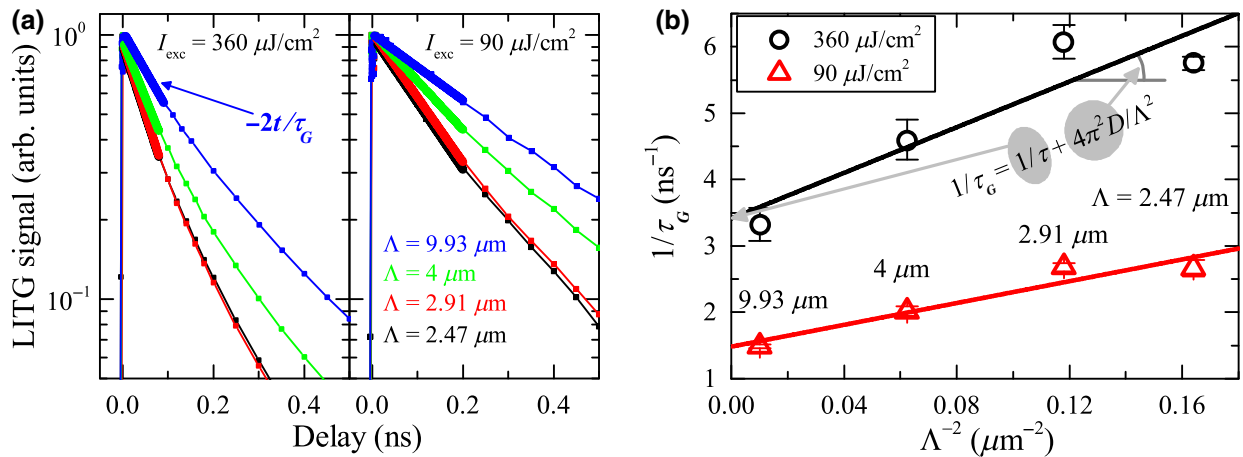 (a)
LITG signal (arb. units)
10⁰
10⁻¹
I_exc = 360 μJ/cm²
−2t/τ_G
0.0 0.2 0.4
I_exc = 90 μJ/cm²
Λ = 9.93 μm
Λ = 4 μm
Λ = 2.91 μm
Λ = 2.47 μm
0.0 0.2 0.4
Delay (ns)
(b)
1/τ_G (ns⁻¹)
6
5
4
3
2
1
360 μJ/cm²
90 μJ/cm²
1/τ_G = 1/τ + 4π²D/Λ²
Λ = 2.47 μm
2.91 μm
4 μm
9.93 μm
0.00 0.04 0.08 0.12 0.16
Λ⁻² (μm⁻²)